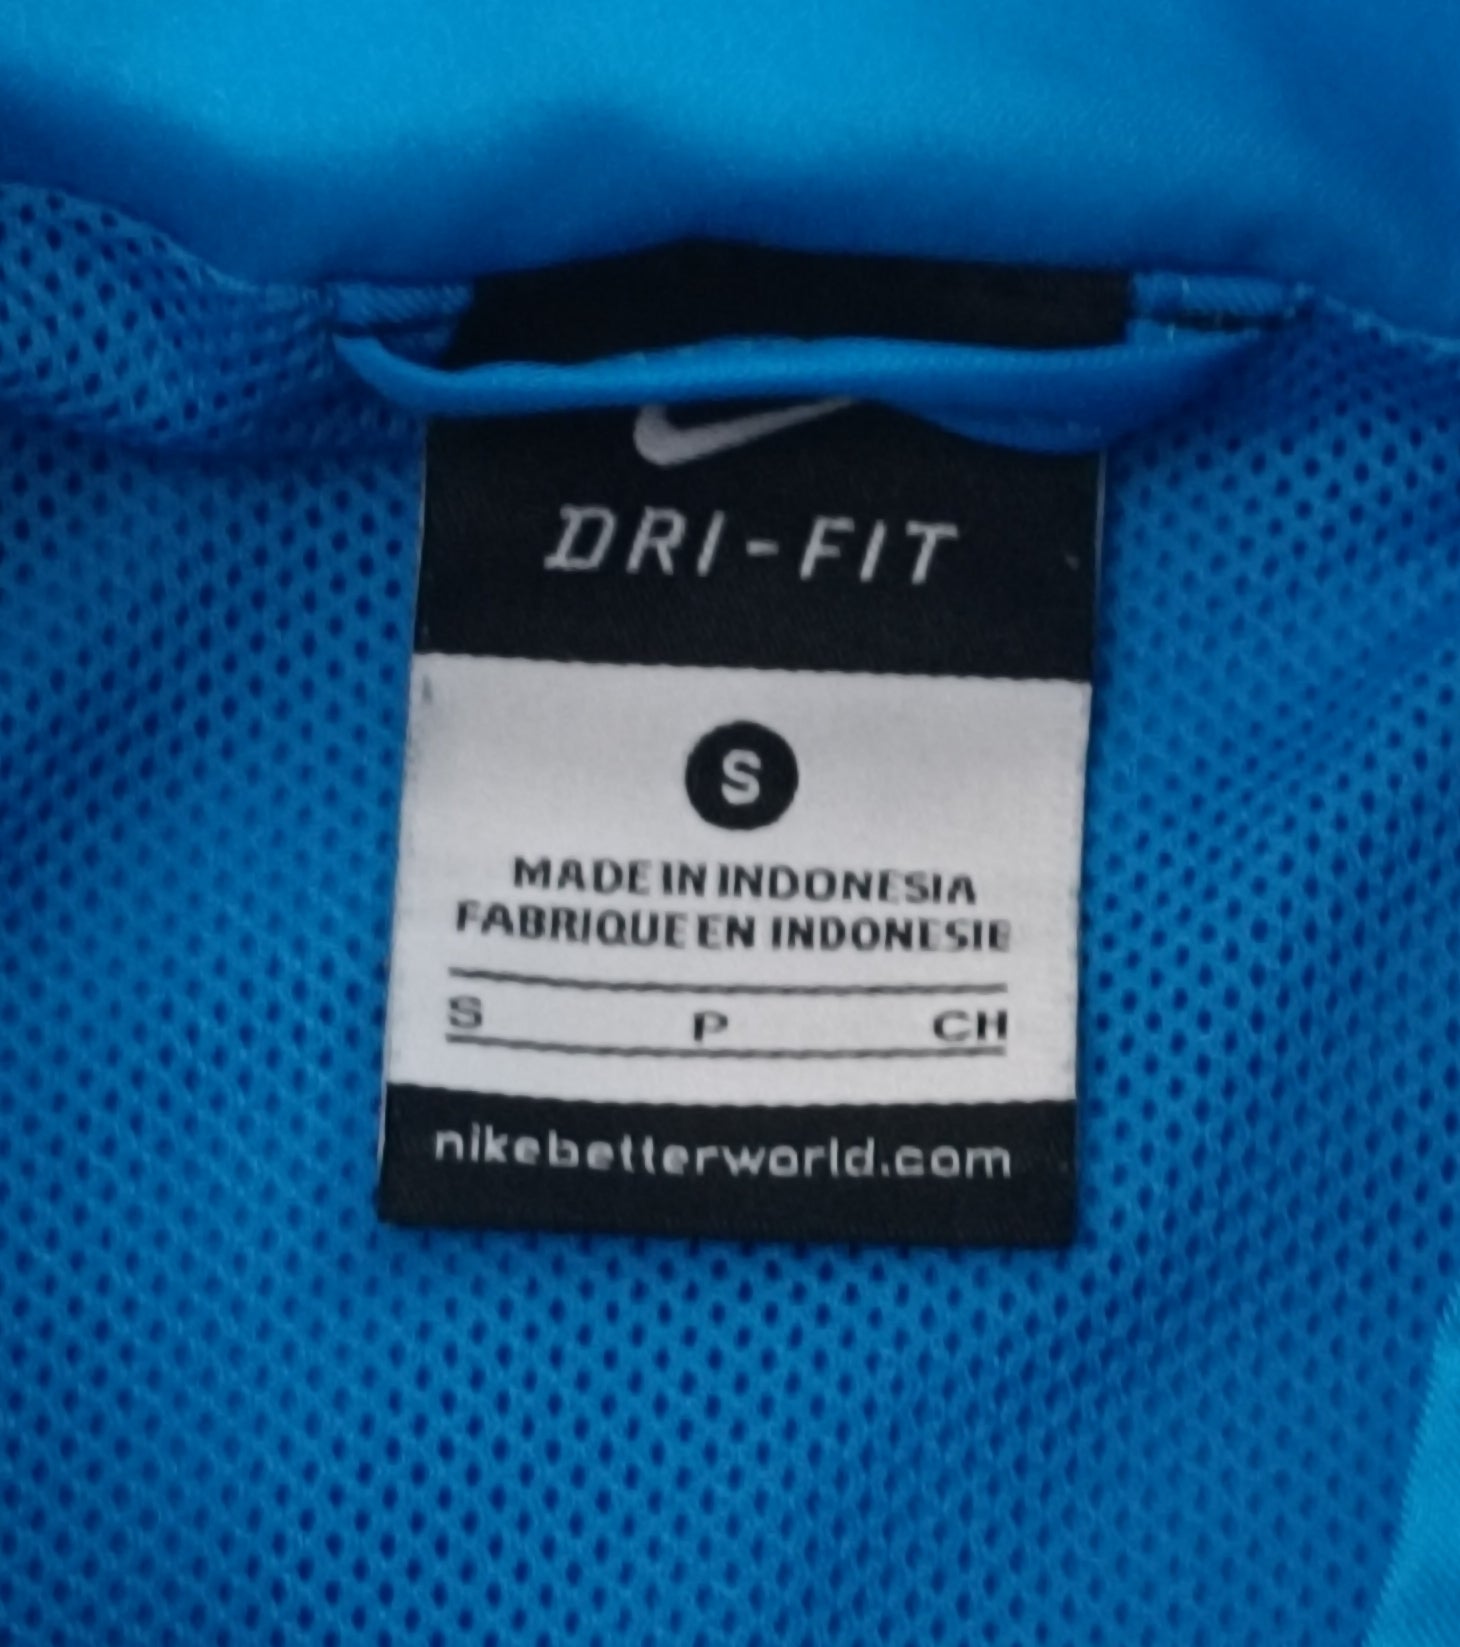 DRI-FIT
S
MADE IN INDONESIA
FABRIQUE EN INDONESIE
S P CH
nikebetterworld.com